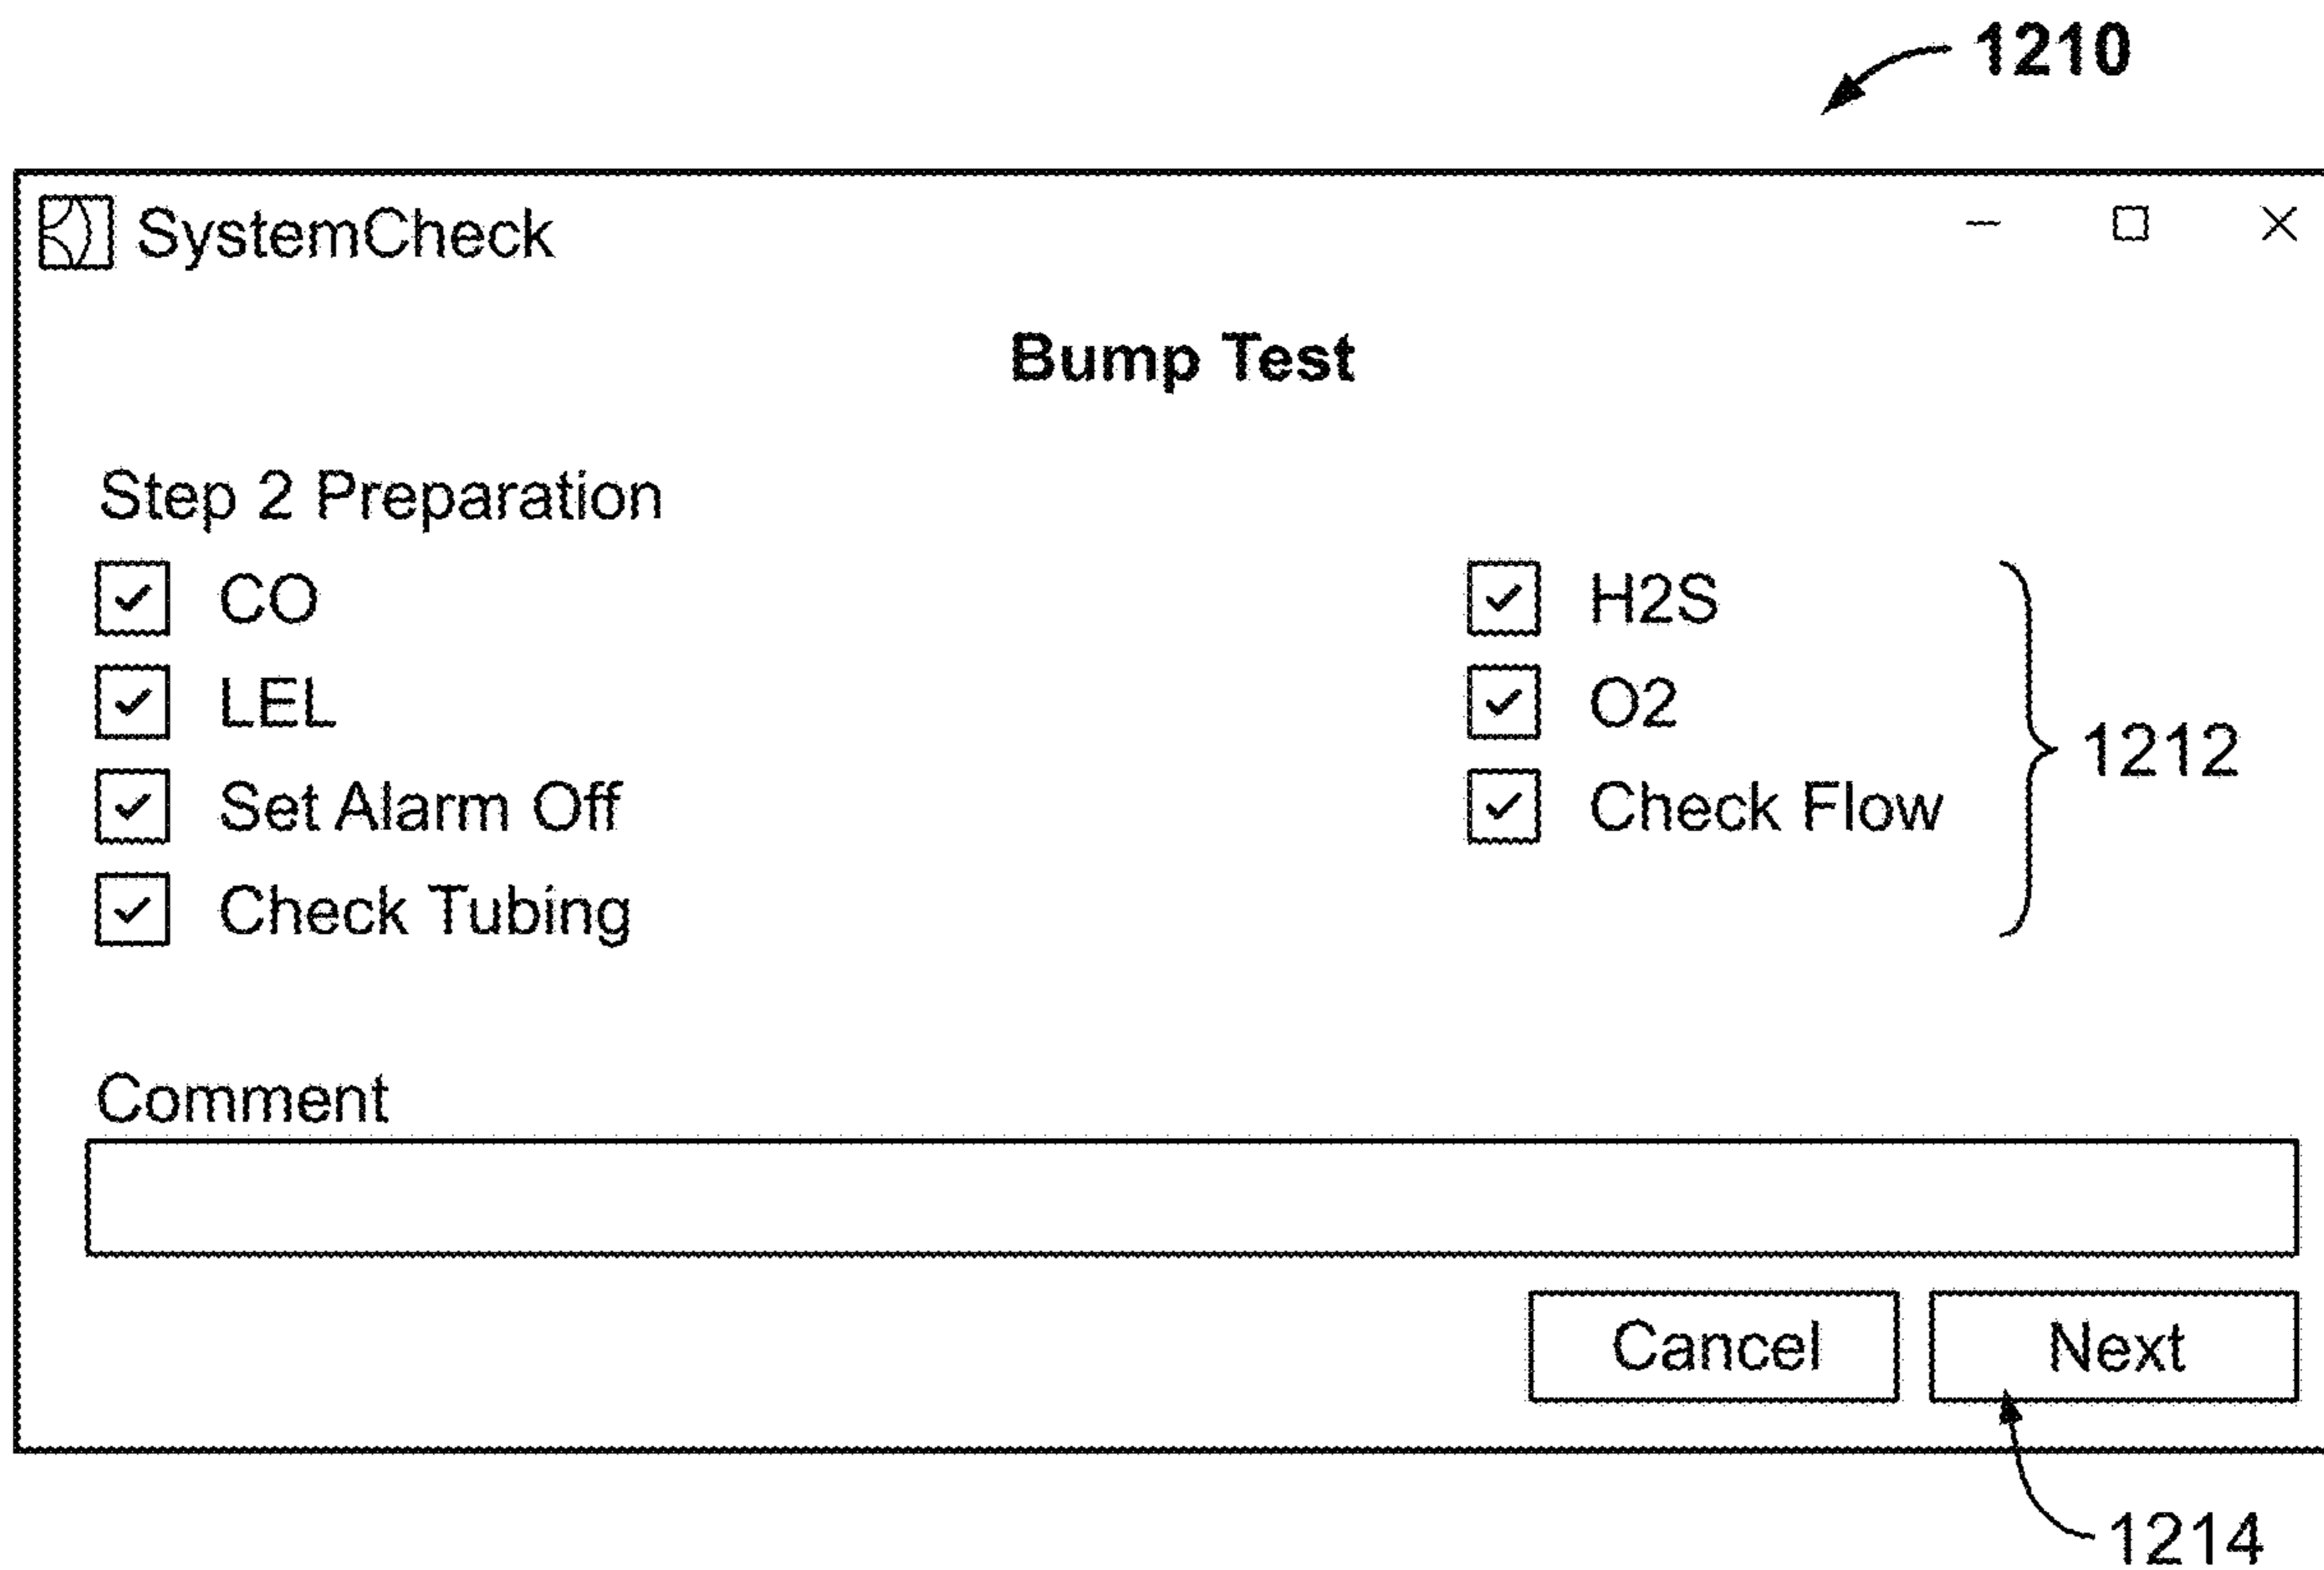 1210
SystemCheck
Bump Test
Step 2 Preparation
CO
H2S
LEL
O2
Set Alarm Off
Check Flow
Check Tubing
1212
Comment
Cancel
Next
1214